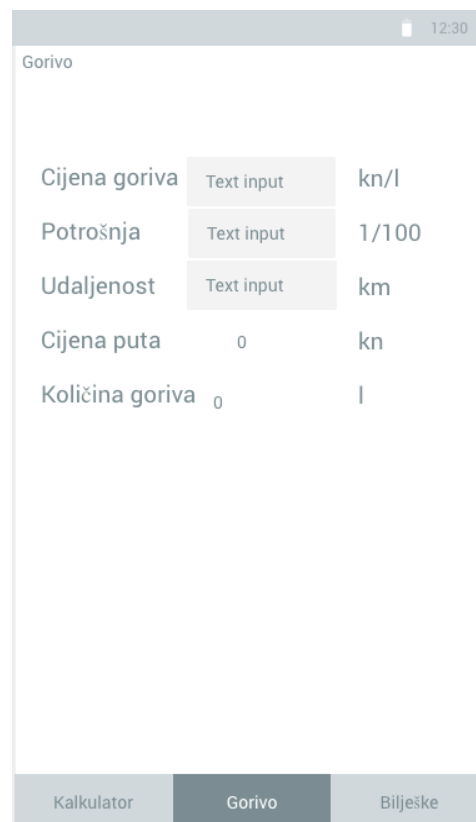 12:30
Gorivo
Cijena goriva Text input kn/l
Potrošnja Text input 1/100
Udaljenost Text input km
Cijena puta 0 kn
Količina goriva 0 l
Kalkulator Gorivo Bilješke